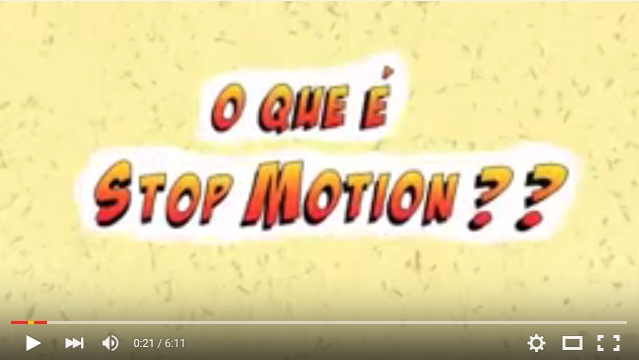 O QUE É
STOP MOTION??
0:21 / 6:11